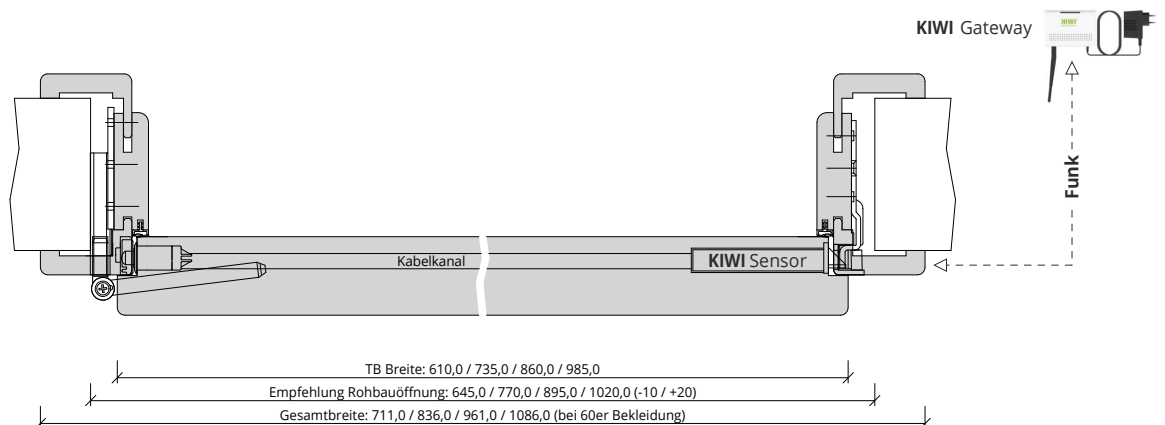 KIWI Gateway
KIWI
Funk
Kabelkanal
KIWI Sensor
TB Breite: 610,0 / 735,0 / 860,0 / 985,0
Empfehlung Rohbauöffnung: 645,0 / 770,0 / 895,0 / 1020,0 (-10 / +20)
Gesamtbreite: 711,0 / 836,0 / 961,0 / 1086,0 (bei 60er Bekleidung)